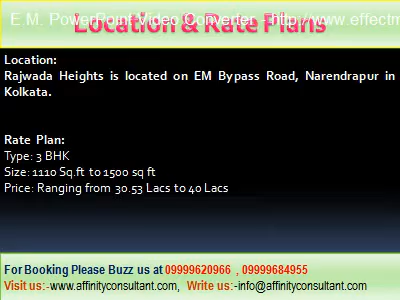 E.M. PowerPoint Video Converter - http://www.effectm
Location & Rate Plans
Location:
Rajwada Heights is located on EM Bypass Road, Narendrapur in
Kolkata.
Rate Plan:
Type: 3 BHK
Size: 1110 Sq.ft to 1500 sq ft
Price: Ranging from 30.53 Lacs to 40 Lacs
For Booking Please Buzz us at 09999620966 , 09999684955
Visit us:-www.affinityconsultant.com, Write us:-info@affinityconsultant.com